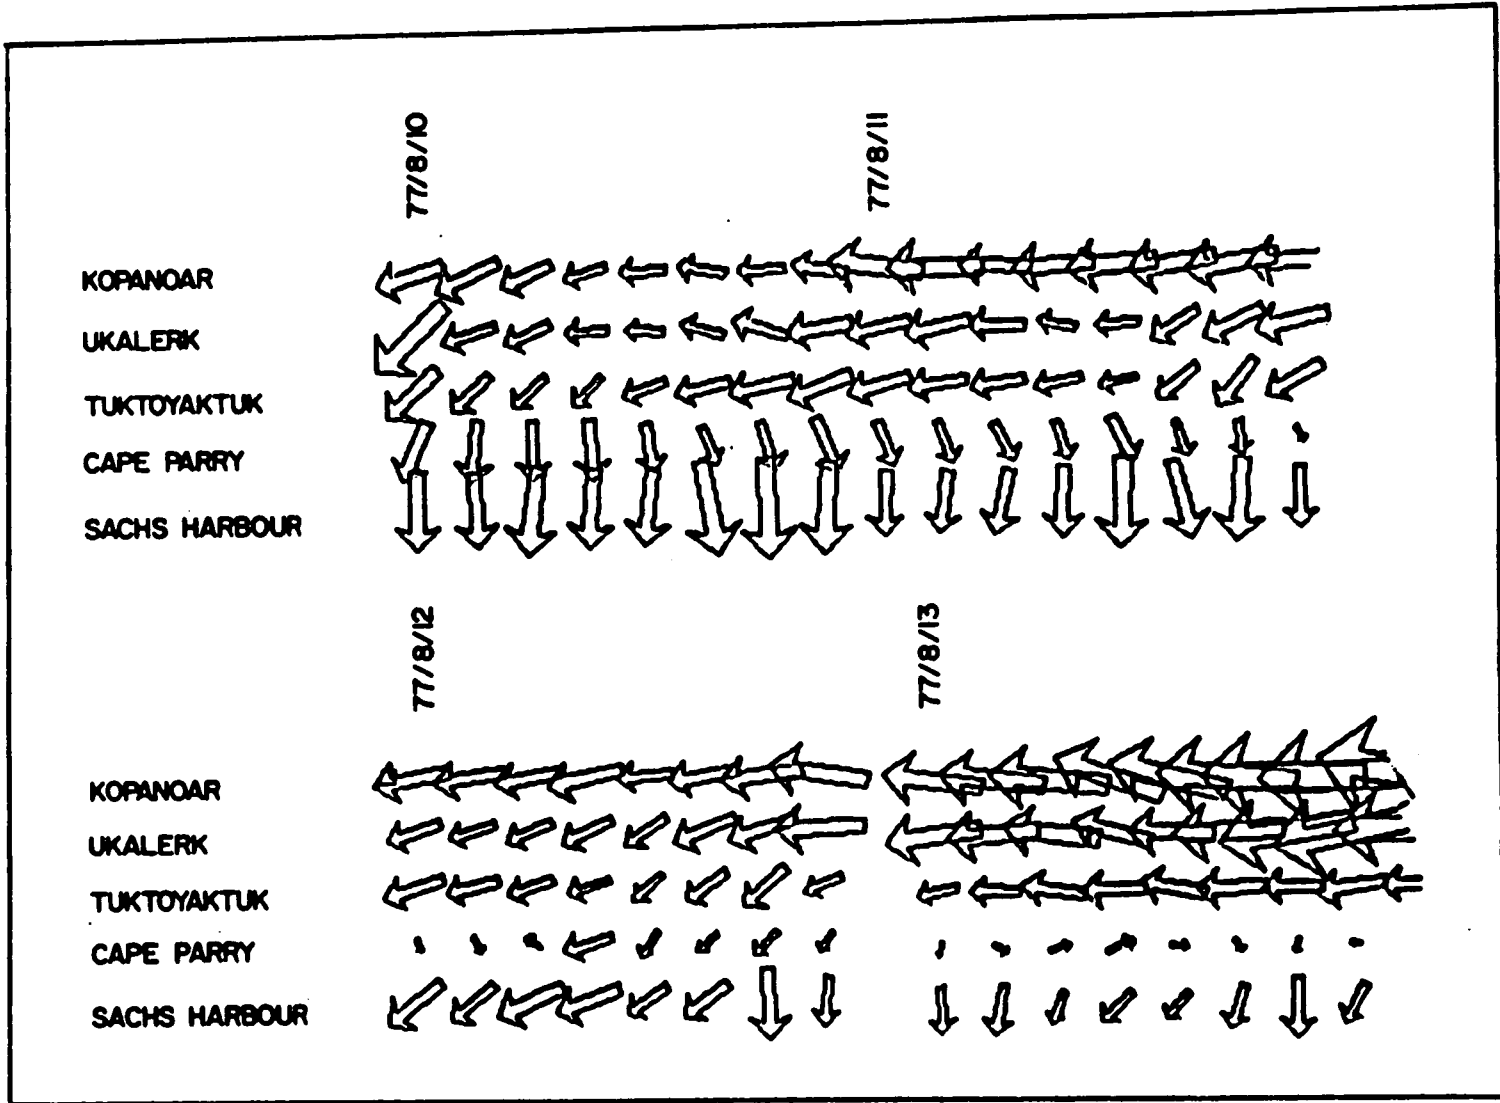 77/8/10
77/8/11
KOPANOAR
UKALERK
TUKTOYAKTUK
CAPE PARRY
SACHS HARBOUR
77/8/12
77/8/13
KOPANOAR
UKALERK
TUKTOYAKTUK
CAPE PARRY
SACHS HARBOUR